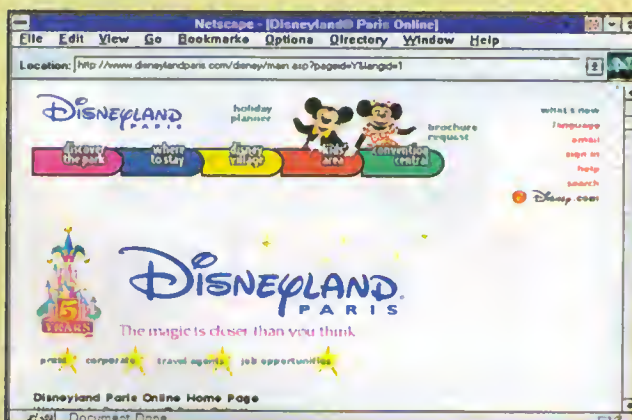 Netscape - [Disneyland® Paris Online]
File Edit View Go Bookmarks Options Directory Window Help
Location: http://www.disneylandparis.com/disney/main.asp?pageid=Y&langid=1
DISNEYLAND
PARIS
holiday
planner
brochure
request
discover
the park
where
to stay
disney
village
kids'
area
convention
central
what's new
language
email
sign in
help
search
Disney.com
5
YEARS
DISNEYLAND®
PARIS
The magic is closer than you think
press corporate travel agents job opportunities
Disneyland Paris Online Home Page
Document Done